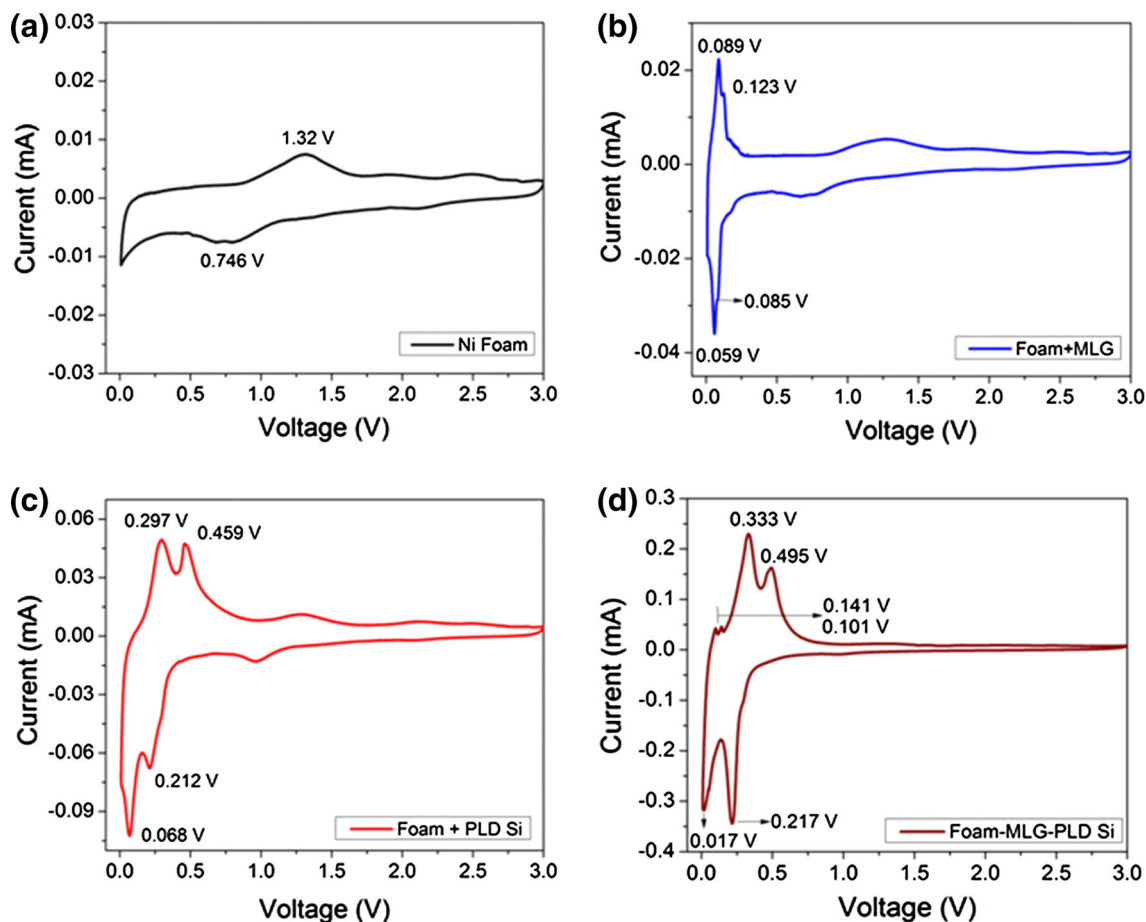 (a)
0.03
0.02
0.01
0.00
-0.01
-0.02
-0.03
Current (mA)
1.32 V
0.746 V
Ni Foam
0.0 0.5 1.0 1.5 2.0 2.5 3.0
Voltage (V)
(b)
0.02
0.00
-0.02
-0.04
Current (mA)
0.089 V
0.123 V
0.085 V
0.059 V
Foam+MLG
0.0 0.5 1.0 1.5 2.0 2.5 3.0
Voltage (V)
(c)
0.06
0.03
0.00
-0.03
-0.06
-0.09
Current (mA)
0.297 V
0.459 V
0.212 V
0.068 V
Foam + PLD Si
0.0 0.5 1.0 1.5 2.0 2.5 3.0
Voltage (V)
(d)
0.3
0.2
0.1
0.0
-0.1
-0.2
-0.3
-0.4
Current (mA)
0.333 V
0.495 V
0.141 V
0.101 V
0.217 V
0.017 V
Foam-MLG-PLD Si
0.0 0.5 1.0 1.5 2.0 2.5 3.0
Voltage (V)